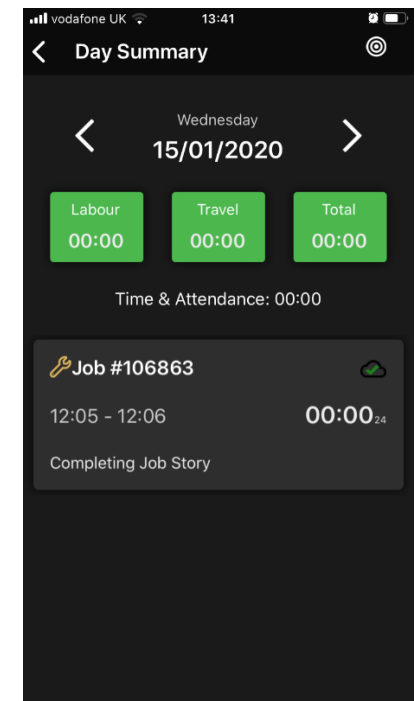 vodafone UK 13:41
Day Summary
Wednesday
15/01/2020
Labour Travel Total
00:00 00:00 00:00
Time & Attendance: 00:00
Job #106863
12:05 - 12:06 00:00 24
Completing Job Story